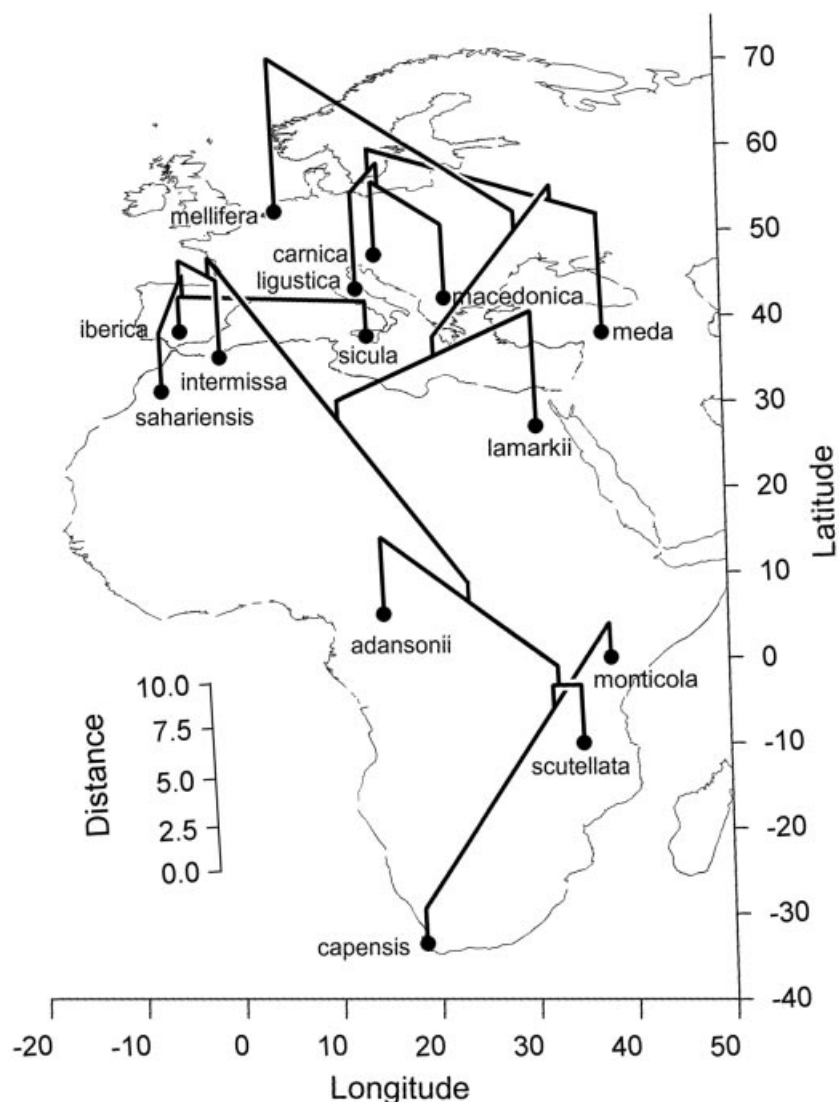 70
60
mellifera
50
carnica
ligustica
macedonica
40
iberica
sicula
meda
intermissa
sahariensis
30
lamarkii
20
Latitude
10
adansonii
0
monticola
10.0
7.5
5.0
2.5
0.0
Distance
-10
scutellata
-20
-30
capensis
-40
-20 -10 0 10 20 30 40 50
Longitude